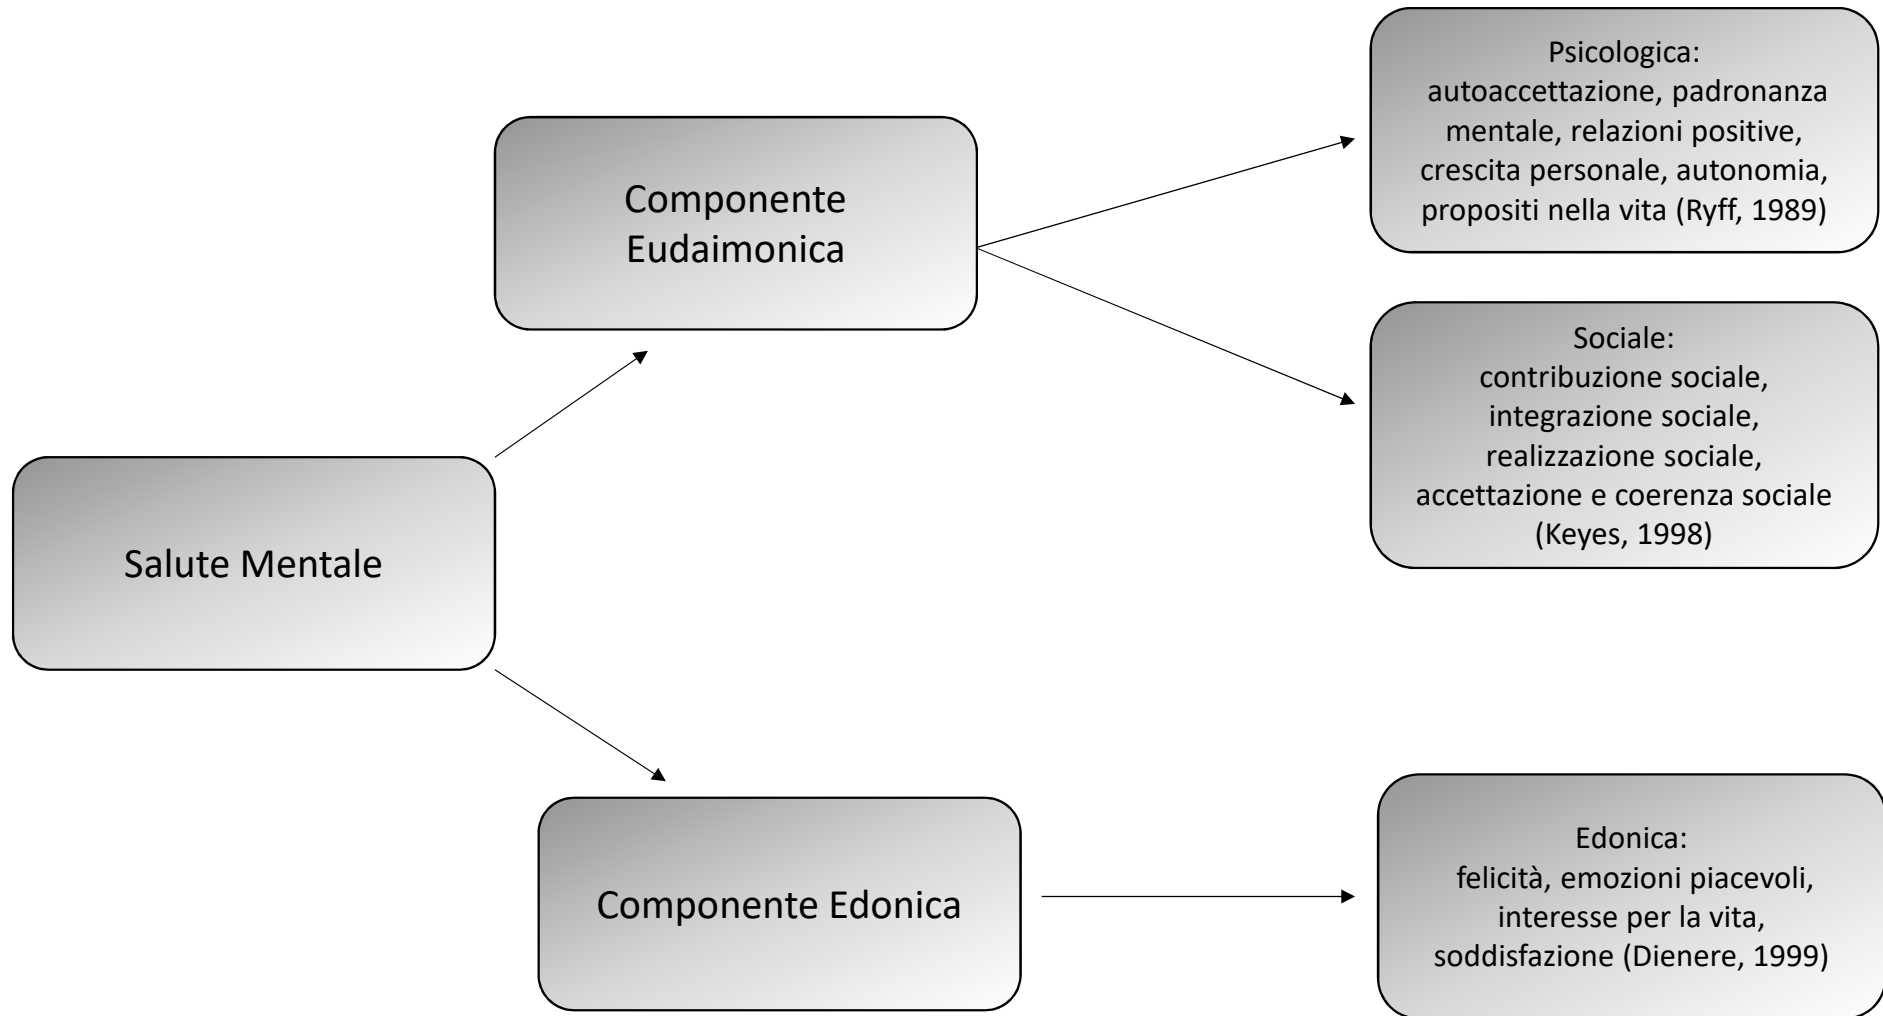 Psicologica:
autoaccettazione, padronanza
mentale, relazioni positive,
crescita personale, autonomia,
propositi nella vita (Ryff, 1989)
Componente
Eudaimonica
Sociale:
contribuzione sociale,
integrazione sociale,
realizzazione sociale,
accettazione e coerenza sociale
(Keyes, 1998)
Salute Mentale
Componente Edonica
Edonica:
felicità, emozioni piacevoli,
interesse per la vita,
soddisfazione (Dienere, 1999)